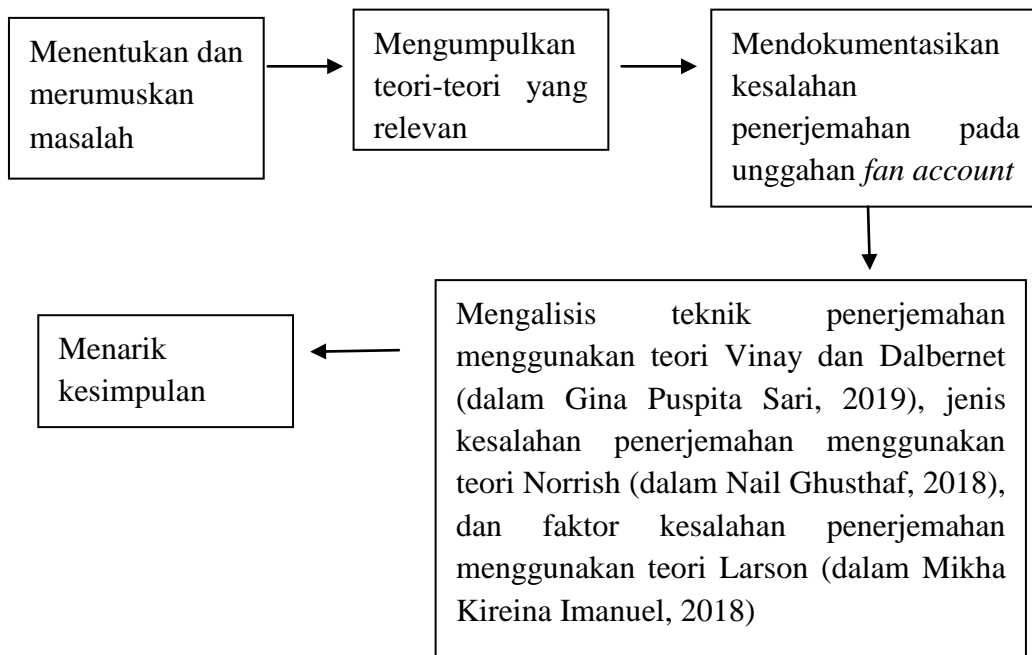 Menentukan dan
merumuskan
masalah
Mengumpulkan
teori-teori yang
relevan
Mendokumentasikan
kesalahan
penerjemahan pada
unggahan fan account
Mengalisis teknik penerjemahan
menggunakan teori Vinay dan Dalbernet
(dalam Gina Puspita Sari, 2019), jenis
kesalahan penerjemahan menggunakan
teori Norrish (dalam Nail Ghusthaf, 2018),
dan faktor kesalahan penerjemahan
menggunakan teori Larson (dalam Mikha
Kireina Imanuel, 2018)
Menarik
kesimpulan